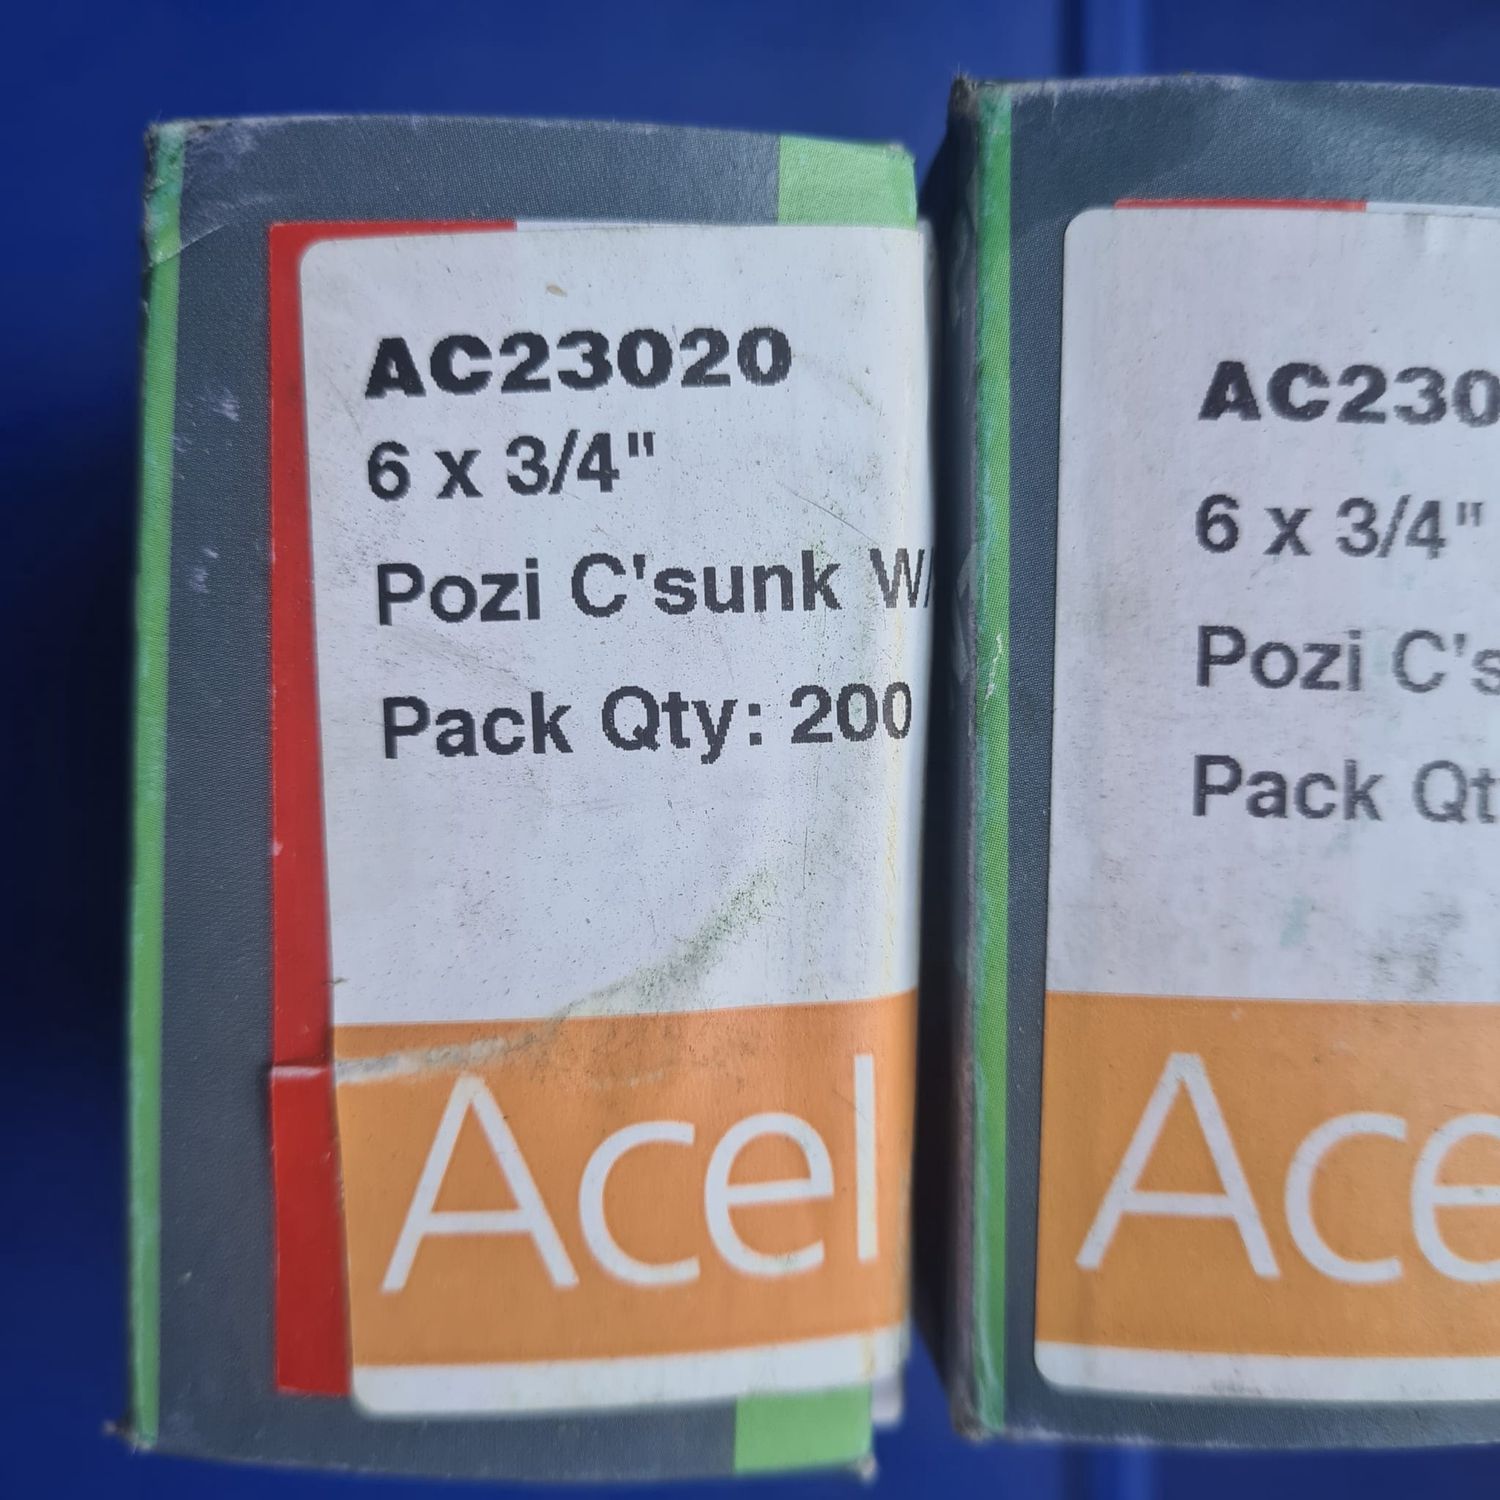 AC23020
6 x 3/4"
Pozi C'sunk W/
Pack Qty: 200
Acel
AC230
6 x 3/4"
Pozi C's
Pack Qt
Ace